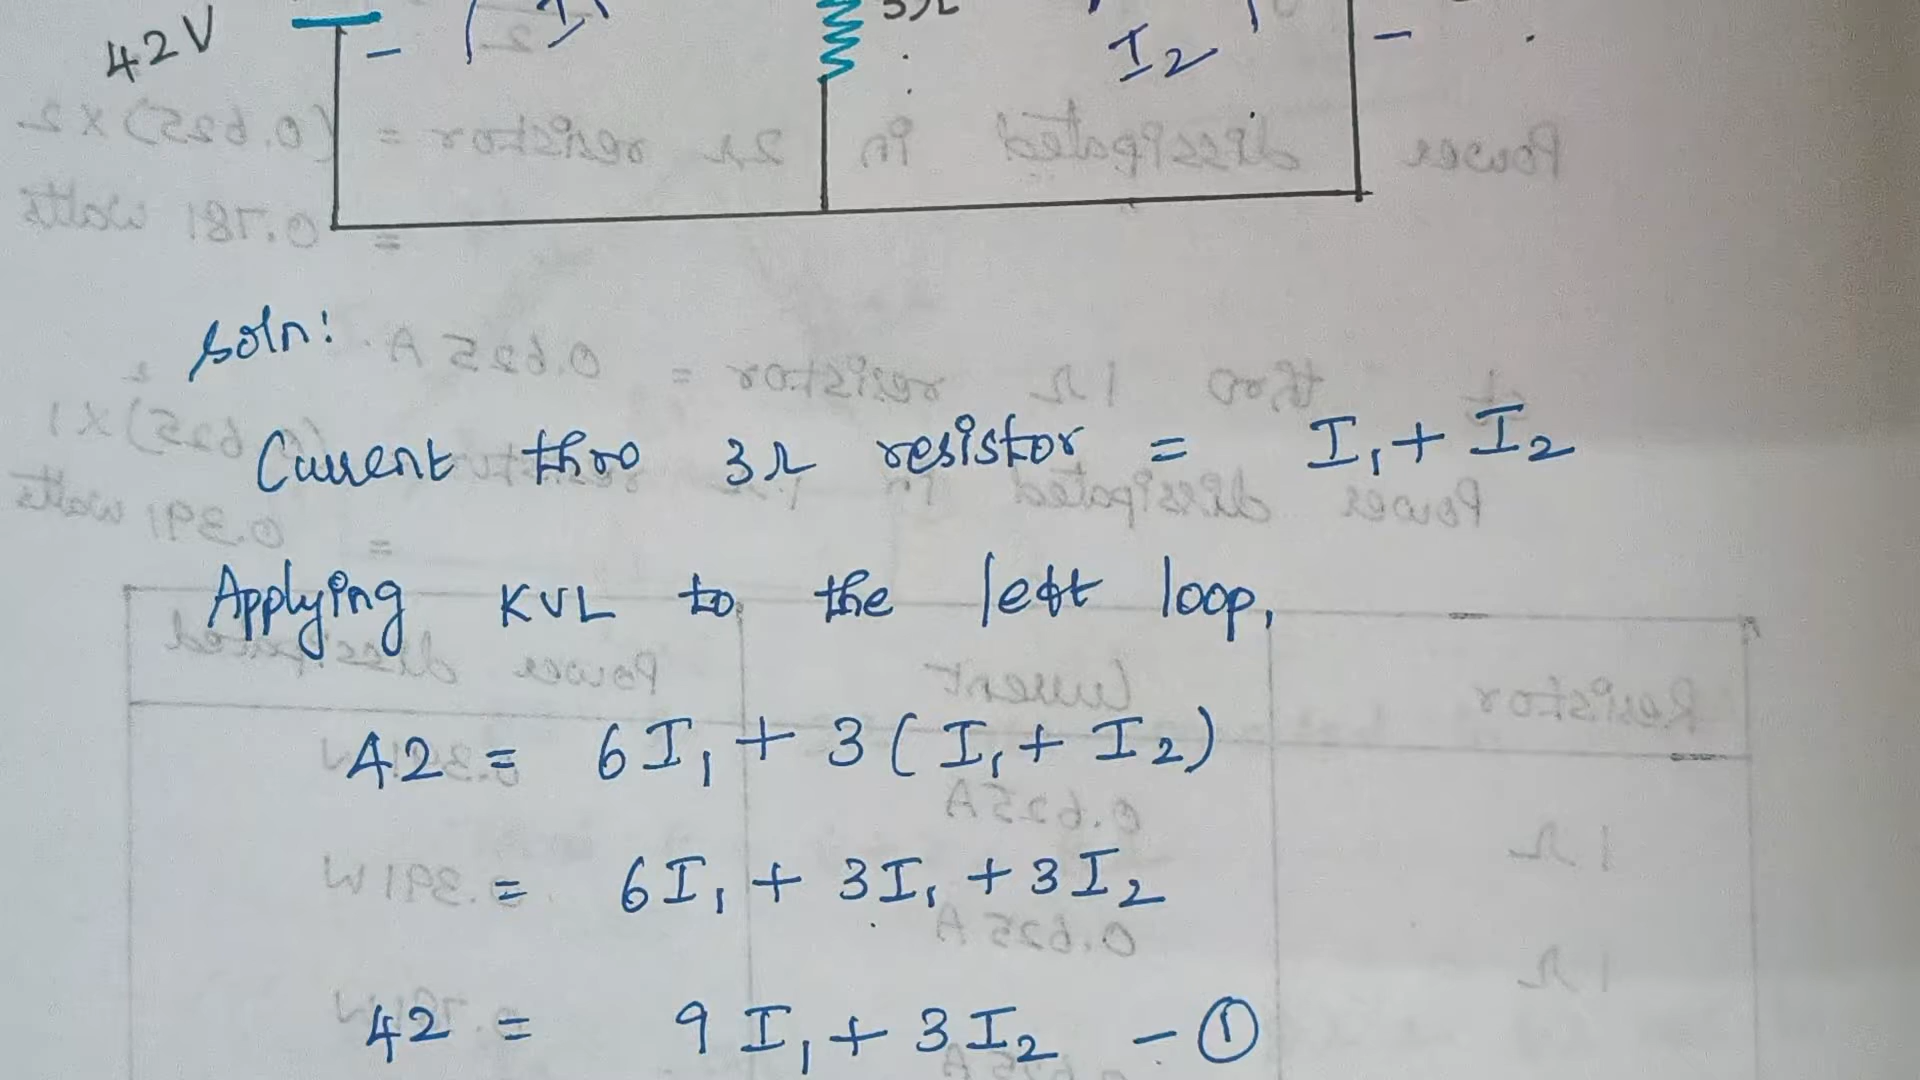 42V
-
I
3Ω
I2
-
Soln:
Current thro 3Ω resistor = I1 + I2
Applying KVL to the left loop,
42 = 6I1 + 3(I1 + I2)
= 6I1 + 3I1 + 3I2
42 = 9I1 + 3I2 - ①